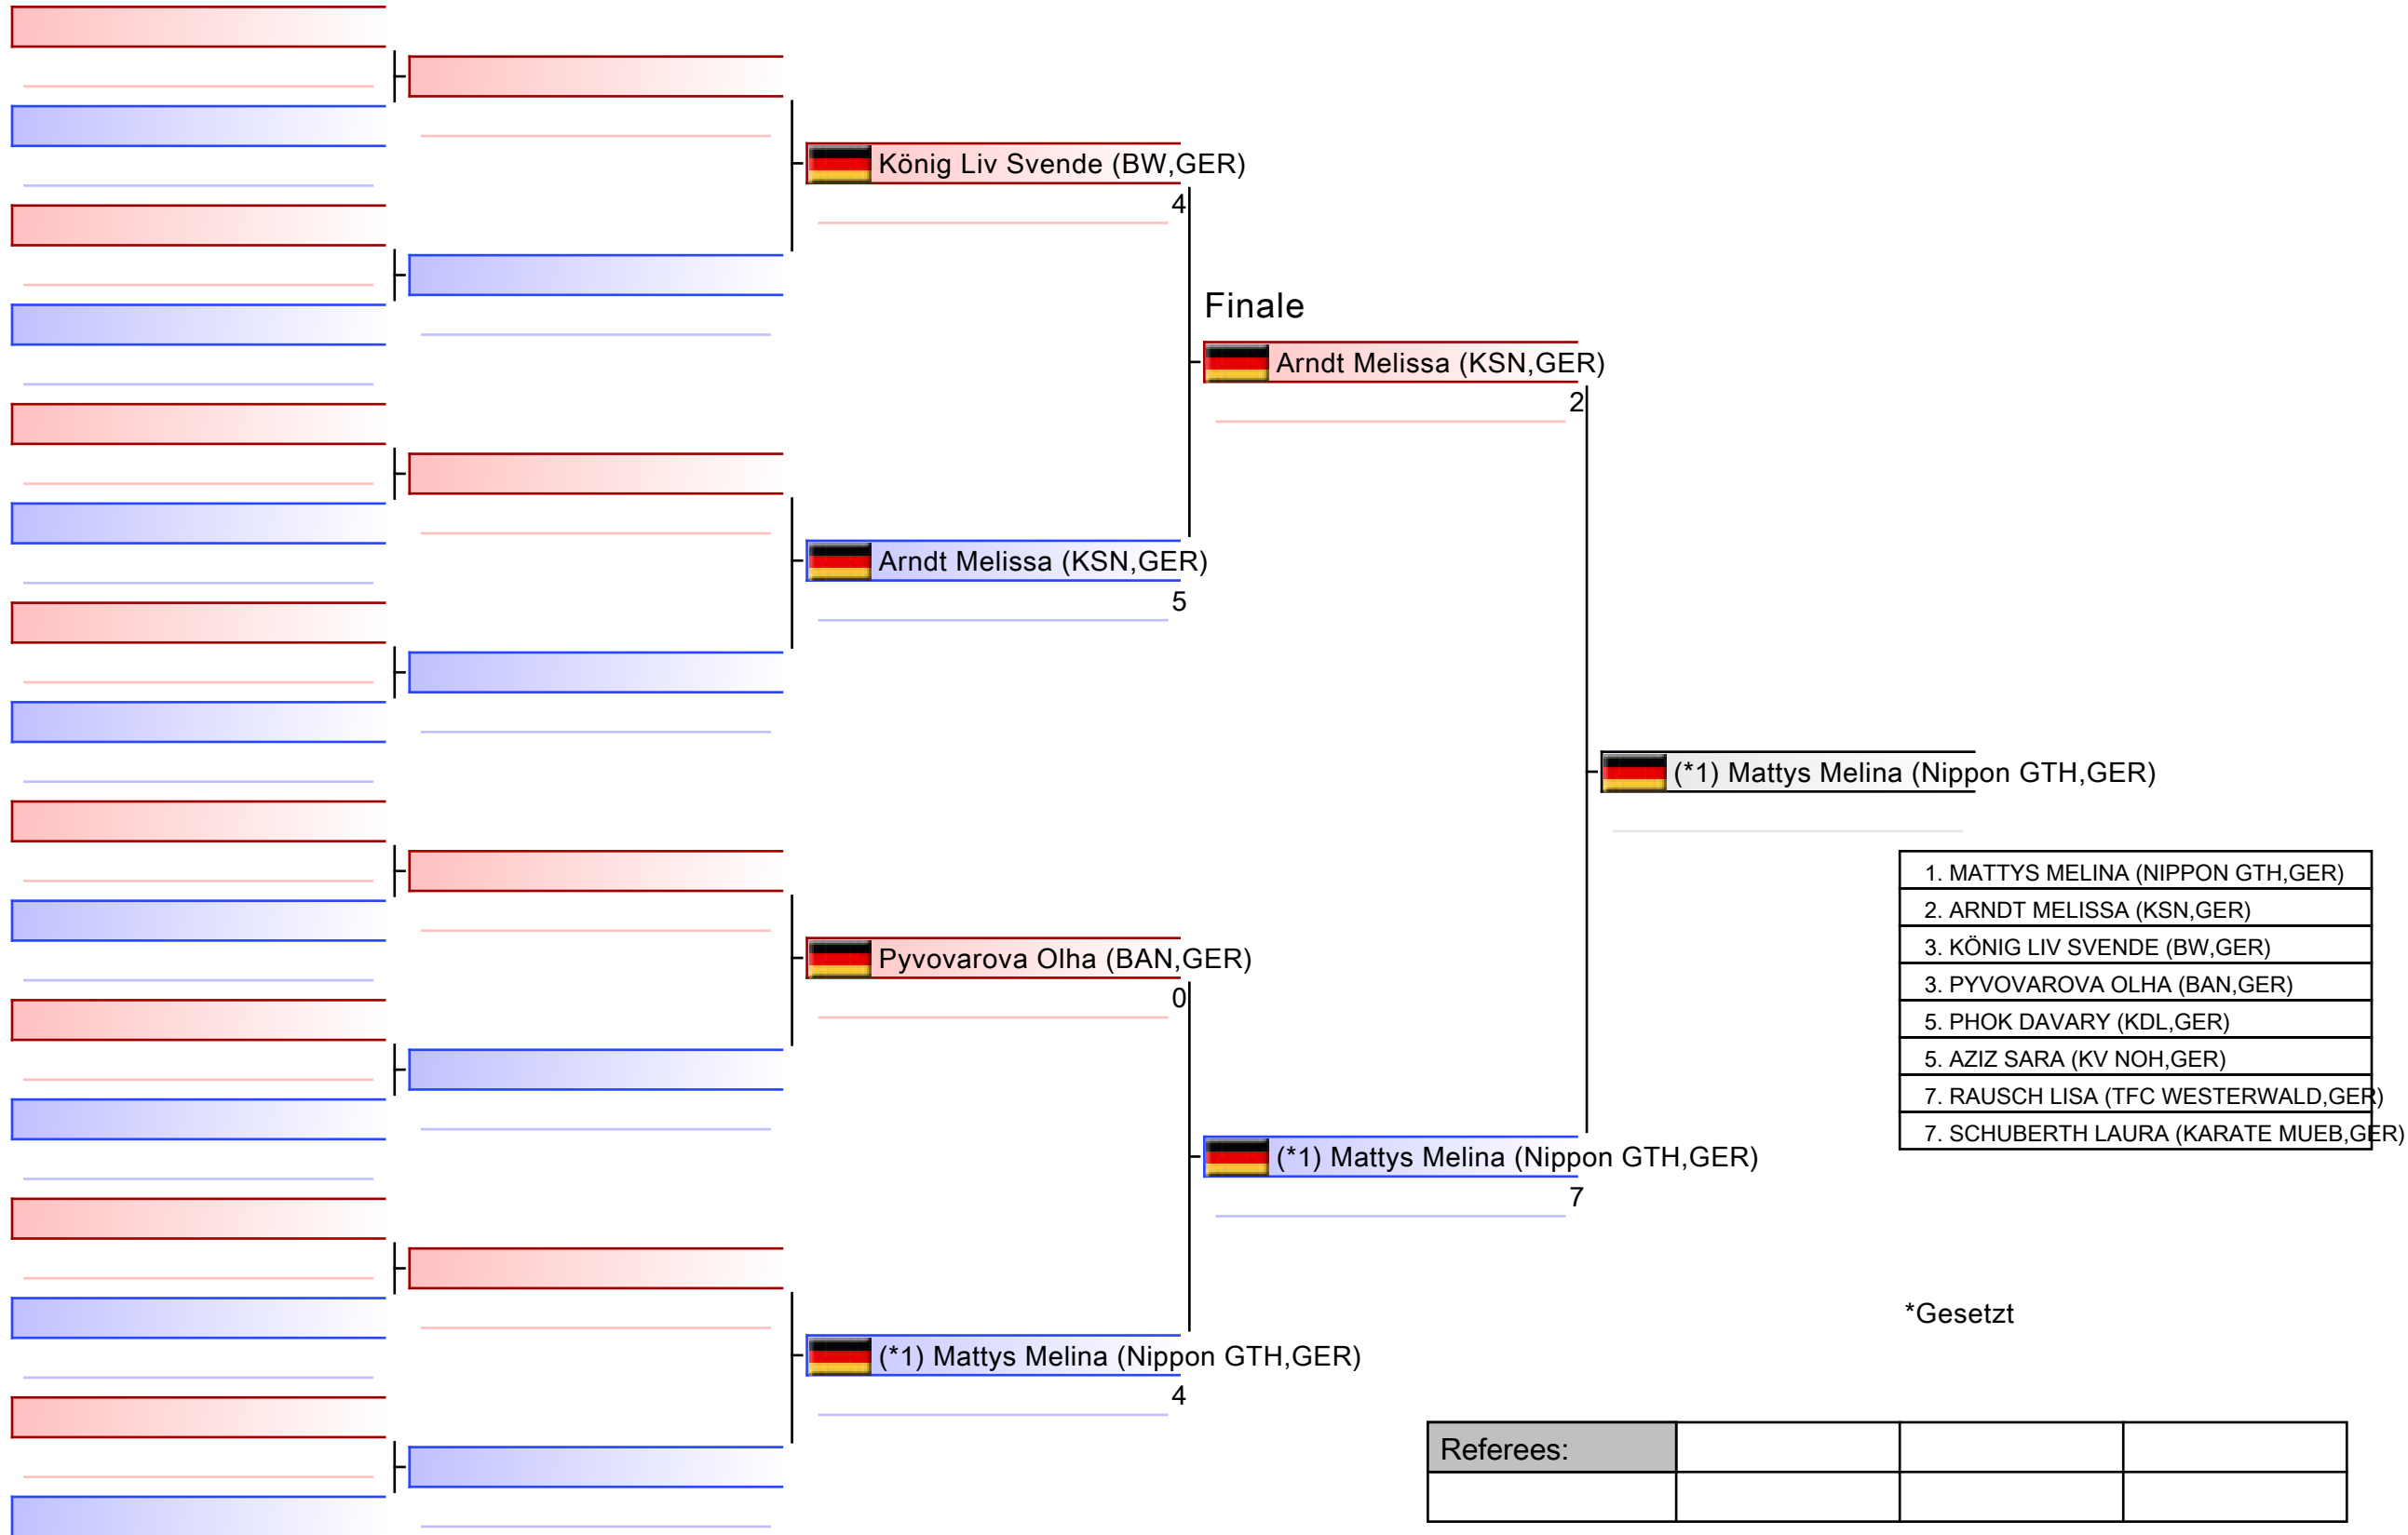 König Liv Svende (BW,GER)
4
Finale
Arndt Melissa (KSN,GER)
2
Arndt Melissa (KSN,GER)
5
(*1) Mattys Melina (Nippon GTH,GER)
1. MATTYS MELINA (NIPPON GTH,GER)
2. ARNDT MELISSA (KSN,GER)
3. KÖNIG LIV SVENDE (BW,GER)
3. PYVOVAROVA OLHA (BAN,GER)
5. PHOK DAVARY (KDL,GER)
5. AZIZ SARA (KV NOH,GER)
7. RAUSCH LISA (TFC WESTERWALD,GER)
7. SCHUBERTH LAURA (KARATE MUEB,GER)
Pyvovarova Olha (BAN,GER)
0
(*1) Mattys Melina (Nippon GTH,GER)
7
(*1) Mattys Melina (Nippon GTH,GER)
4
*Gesetzt
Referees: